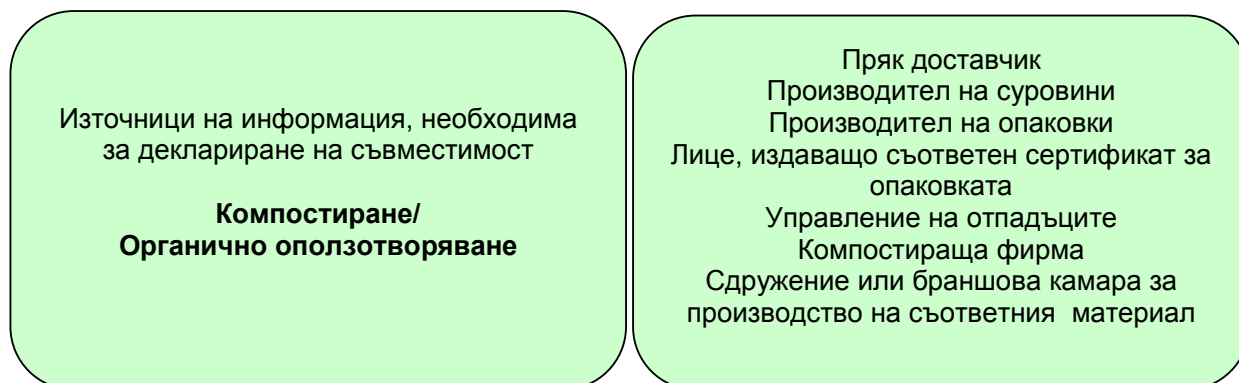 Източници на информация, необходима
за деклариране на съвместимост
Компостиране/
Органично оползотворяване
Пряк доставчик
Производител на суровини
Производител на опаковки
Лице, издаващо съответен сертификат за
опаковката
Управление на отпадъците
Компостираща фирма
Сдружение или браншова камара за
производство на съответния материал